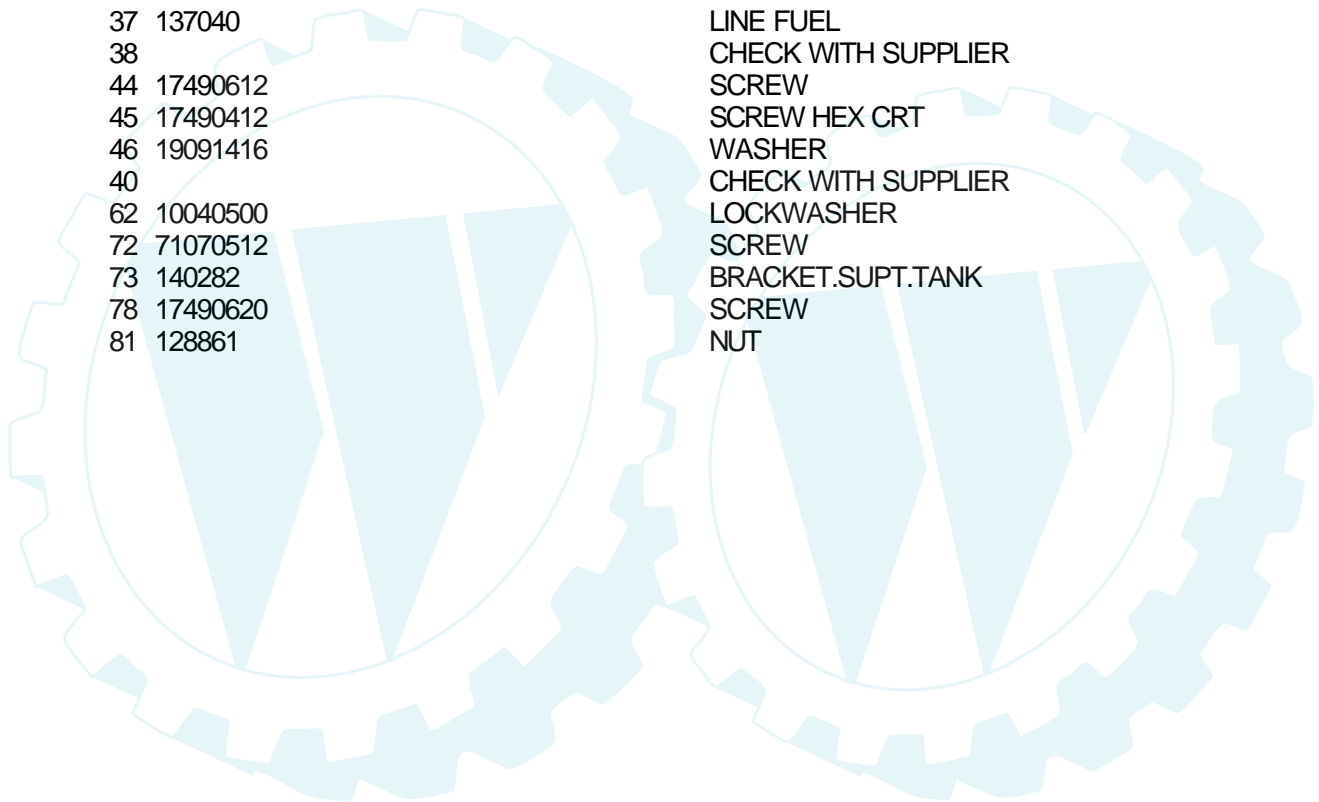 37 137040 LINE FUEL
38 CHECK WITH SUPPLIER
44 17490612 SCREW
45 17490412 SCREW HEX CRT
46 19091416 WASHER
40 CHECK WITH SUPPLIER
62 10040500 LOCKWASHER
72 71070512 SCREW
73 140282 BRACKET.SUPT.TANK
78 17490620 SCREW
81 128861 NUT